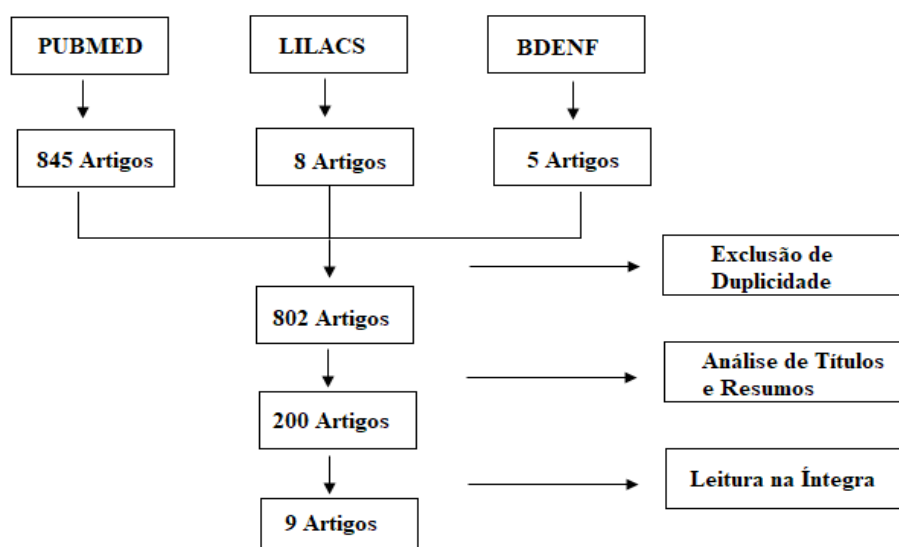 PUBMED
LILACS
BDENF
845 Artigos
8 Artigos
5 Artigos
Exclusão de
Duplicidade
802 Artigos
Análise de Títulos
e Resumos
200 Artigos
Leitura na Íntegra
9 Artigos